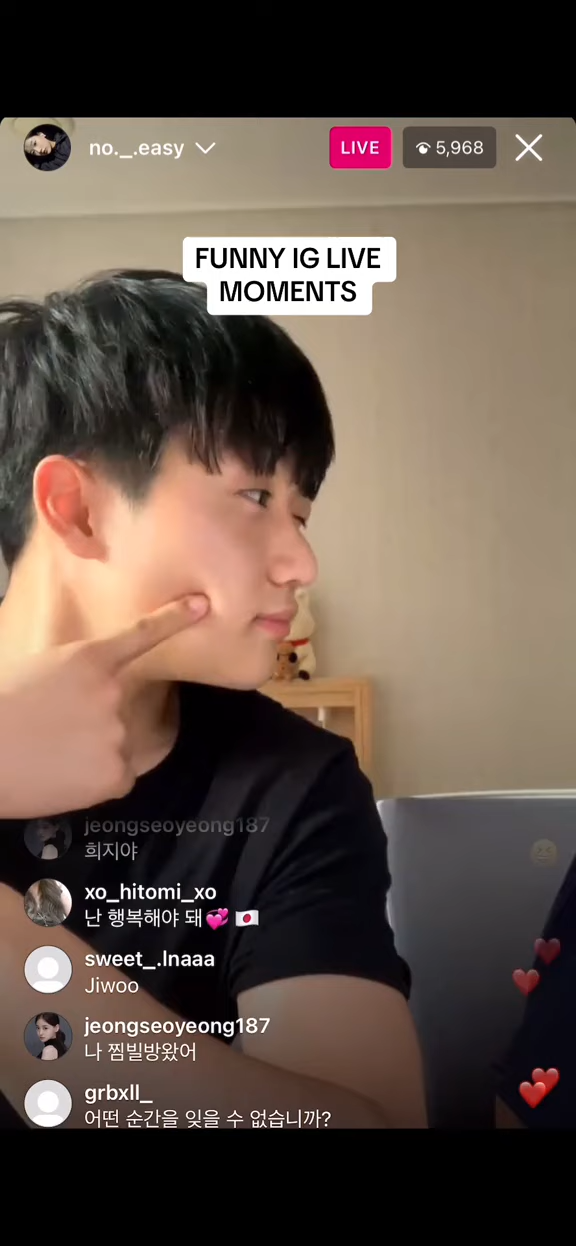 no._.easy
LIVE
5,968
FUNNY IG LIVE
MOMENTS
jeongseoyeong187
희지야
xo_hitomi_xo
난 행복해야 돼💞 🇯🇵
sweet_.lnaaa
Jiwoo
jeongseoyeong187
나 찜빌방왔어
grbxll_
어떤 순간을 잊을 수 없습니까?